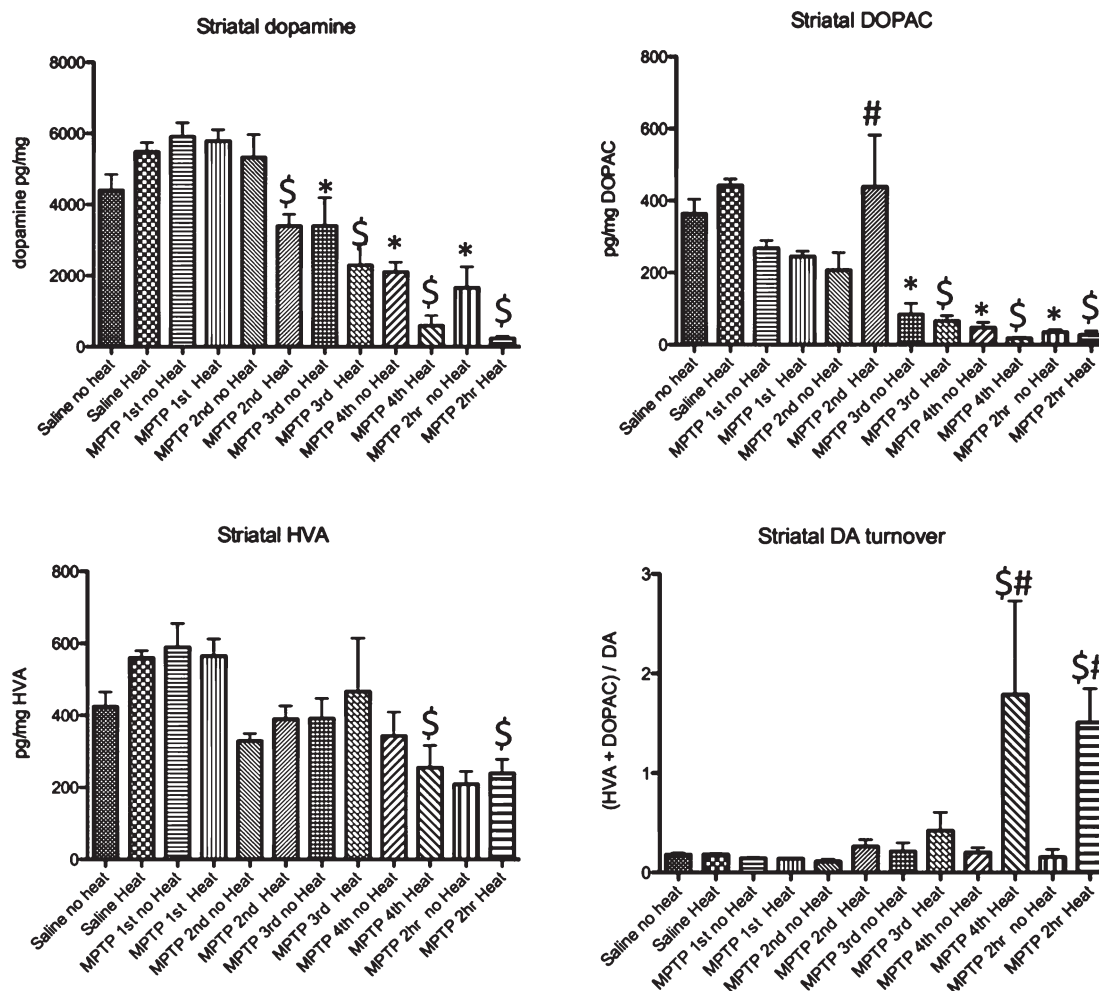 Striatal dopamine
dopamine pg/mg
8000
6000
4000
2000
0
$
*
$
*
$
*
$
Saline no heat
Saline Heat
MPTP 1st no Heat
MPTP 1st Heat
MPTP 2nd no Heat
MPTP 2nd Heat
MPTP 3rd no Heat
MPTP 3rd Heat
MPTP 4th no Heat
MPTP 4th Heat
MPTP 2hr no Heat
MPTP 2hr Heat
Striatal DOPAC
pg/mg DOPAC
800
600
400
200
0
#
*
$
*
$
*
$
Saline no heat
Saline Heat
MPTP 1st no Heat
MPTP 1st Heat
MPTP 2nd no Heat
MPTP 2nd Heat
MPTP 3rd no Heat
MPTP 3rd Heat
MPTP 4th no Heat
MPTP 4th Heat
MPTP 2hr no Heat
MPTP 2hr Heat
Striatal HVA
pg/mg HVA
800
600
400
200
0
$
$
Saline no heat
Saline Heat
MPTP 1st no Heat
MPTP 1st Heat
MPTP 2nd no Heat
MPTP 2nd Heat
MPTP 3rd no Heat
MPTP 3rd Heat
MPTP 4th no Heat
MPTP 4th Heat
MPTP 2hr no Heat
MPTP 2hr Heat
Striatal DA turnover
(HVA + DOPAC) / DA
3
2
1
0
$#
$#
Saline no heat
Saline Heat
MPTP 1st no Heat
MPTP 1st Heat
MPTP 2nd no Heat
MPTP 2nd Heat
MPTP 3rd no Heat
MPTP 3rd Heat
MPTP 4th no Heat
MPTP 4th Heat
MPTP 2hr no Heat
MPTP 2hr Heat